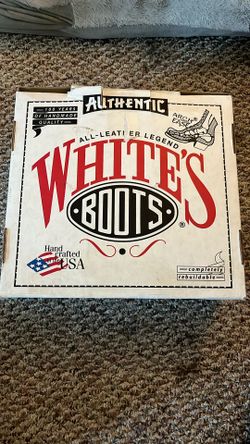 AUTHENTIC
100 YEARS
OF HANDMADE
QUALITY
ARCH
EASE
ALL-LEATHER LEGEND
WHITE'S
BOOTS
®
Hand
Crafted
USA
completely
rebuildable